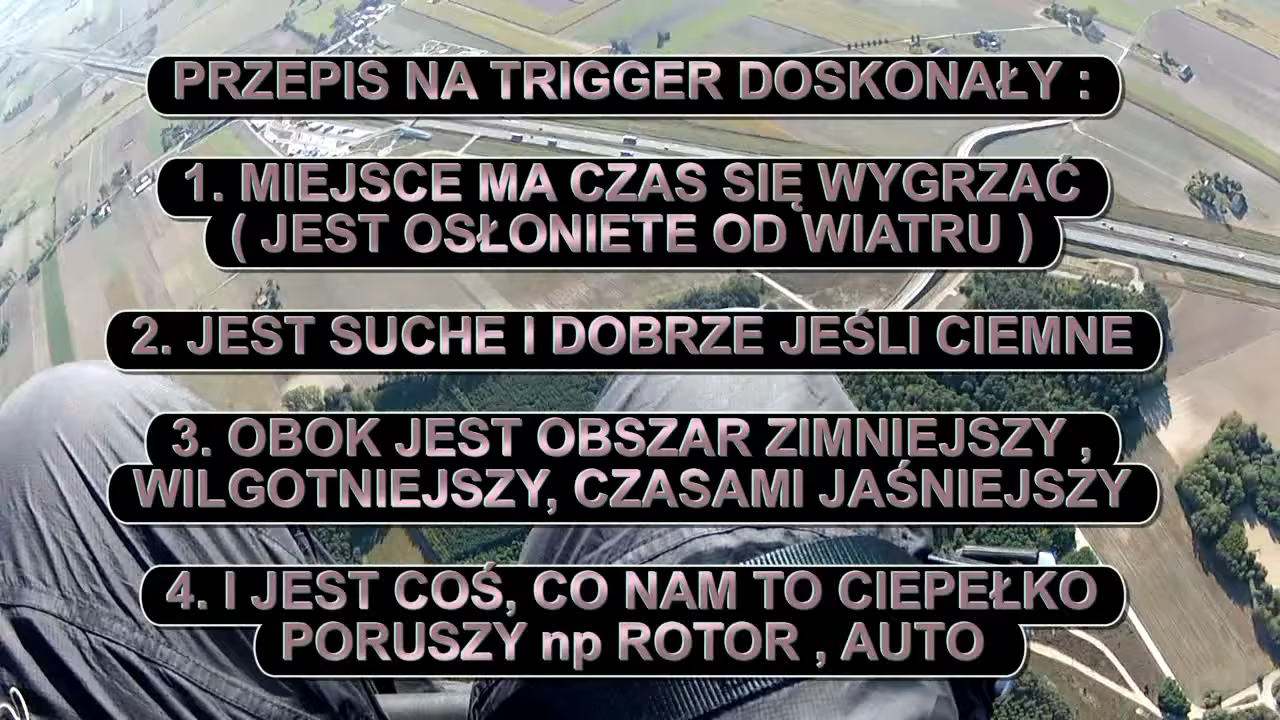 PRZEPIS NA TRIGGER DOSKONAŁY :
1. MIEJSCE MA CZAS SIĘ WYGRZAĆ
( JEST OSŁONIETE OD WIATRU )
2. JEST SUCHE I DOBRZE JEŚLI CIEMNE
3. OBOK JEST OBSZAR ZIMNIEJSZY ,
WILGOTNIEJSZY, CZASAMI JAŚNIEJSZY
4. I JEST COŚ, CO NAM TO CIEPEŁKO
PORUSZY np ROTOR , AUTO